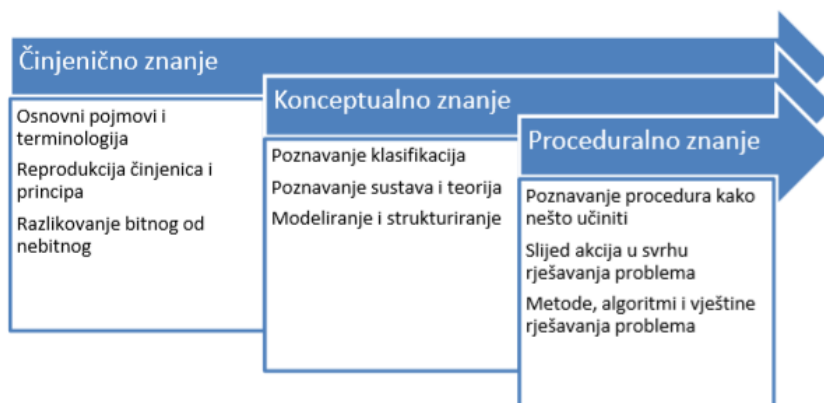 Činjenično znanje
Osnovni pojmovi i
terminologija
Reprodukcija činjenica i
principa
Razlikovanje bitnog od
nebitnog
Konceptualno znanje
Poznavanje klasifikacija
Poznavanje sustava i teorija
Modeliranje i strukturiranje
Proceduralno znanje
Poznavanje procedura kako
nešto učiniti
Slijed akcija u svrhu
rješavanja problema
Metode, algoritmi i vještine
rješavanja problema